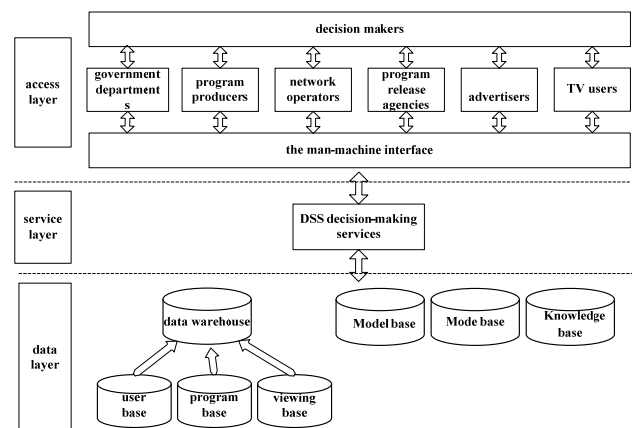 decision makers
access
layer
government
department
s
program
producers
network
operators
program
release
agencies
advertisers
TV users
the man-machine interface
service
layer
DSS decision-making
services
data
layer
data warehouse
Model base
Mode base
Knowledge
base
user
base
program
base
viewing
base